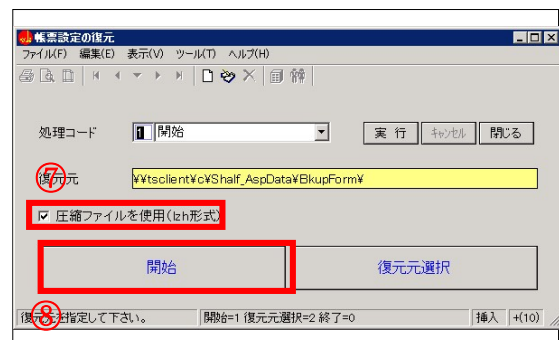 帳票設定の復元
ファイル(F) 編集(E) 表示(V) ツール(T) ヘルプ(H)
処理コード 1 開始 実行 キャンセル 閉じる
⑦
復元元 ¥¥tsclient¥c¥Shalf_AspData¥BkupForm¥
圧縮ファイルを使用(lzh形式)
開始 復元元選択
⑧
復元元を指定して下さい。 開始=1 復元元選択=2 終了=0 挿入 +(10)